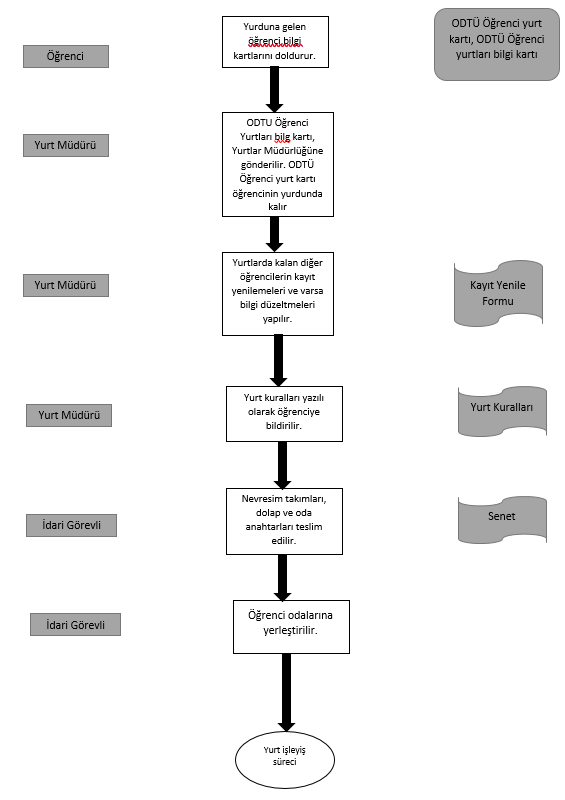 Öğrenci
Yurduna gelen
öğrenci bilgi
kartlarını doldurur.
ODTÜ Öğrenci yurt
kartı, ODTÜ Öğrenci
yurtları bilgi kartı
Yurt Müdürü
ODTU Öğrenci
Yurtları bilg kartı,
Yurtlar Müdürlüğüne
gönderilir. ODTÜ
Öğrenci yurt kartı
öğrencinin yurdunda
kalır
Yurt Müdürü
Yurtlarda kalan diğer
öğrencilerin kayıt
yenilemeleri ve varsa
bilgi düzeltmeleri
yapılır.
Kayıt Yenile
Formu
Yurt Müdürü
Yurt kuralları yazılı
olarak öğrenciye
bildirilir.
Yurt Kuralları
İdari Görevli
Nevresim takımları,
dolap ve oda
anahtarları teslim
edilir.
Senet
İdari Görevli
Öğrenci odalarına
yerleştirilir.
Yurt işleyiş
süreci